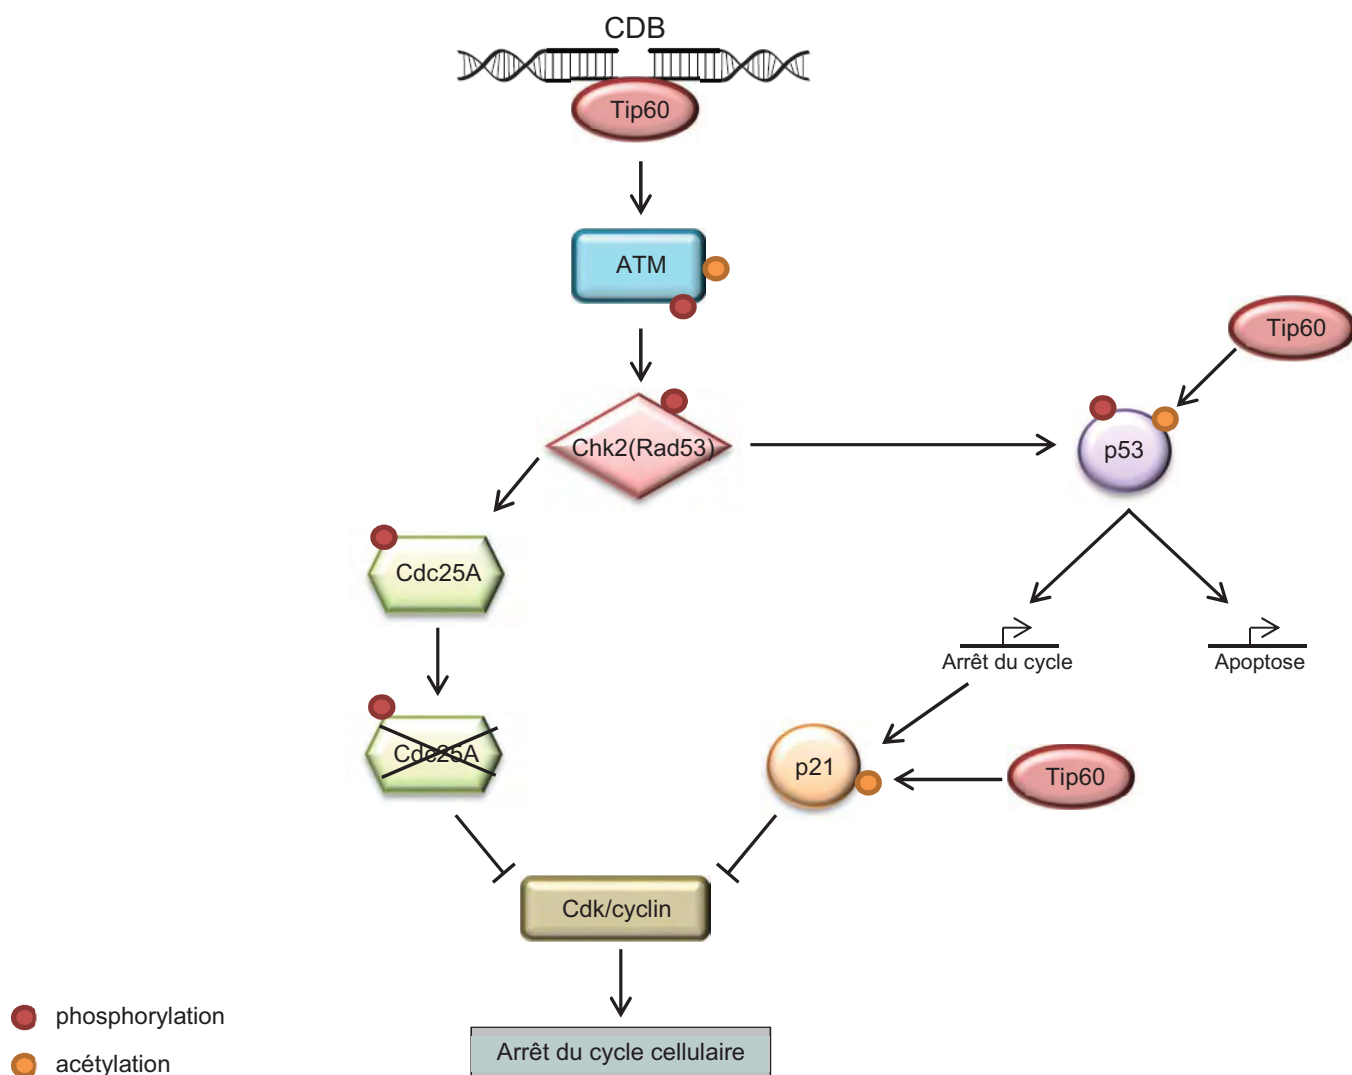 CDB
Tip60
ATM
Tip60
Chk2(Rad53)
p53
Cdc25A
Arrêt du cycle
Apoptose
Cdc25A
p21
Tip60
Cdk/cyclin
phosphorylation
Arrêt du cycle cellulaire
acétylation